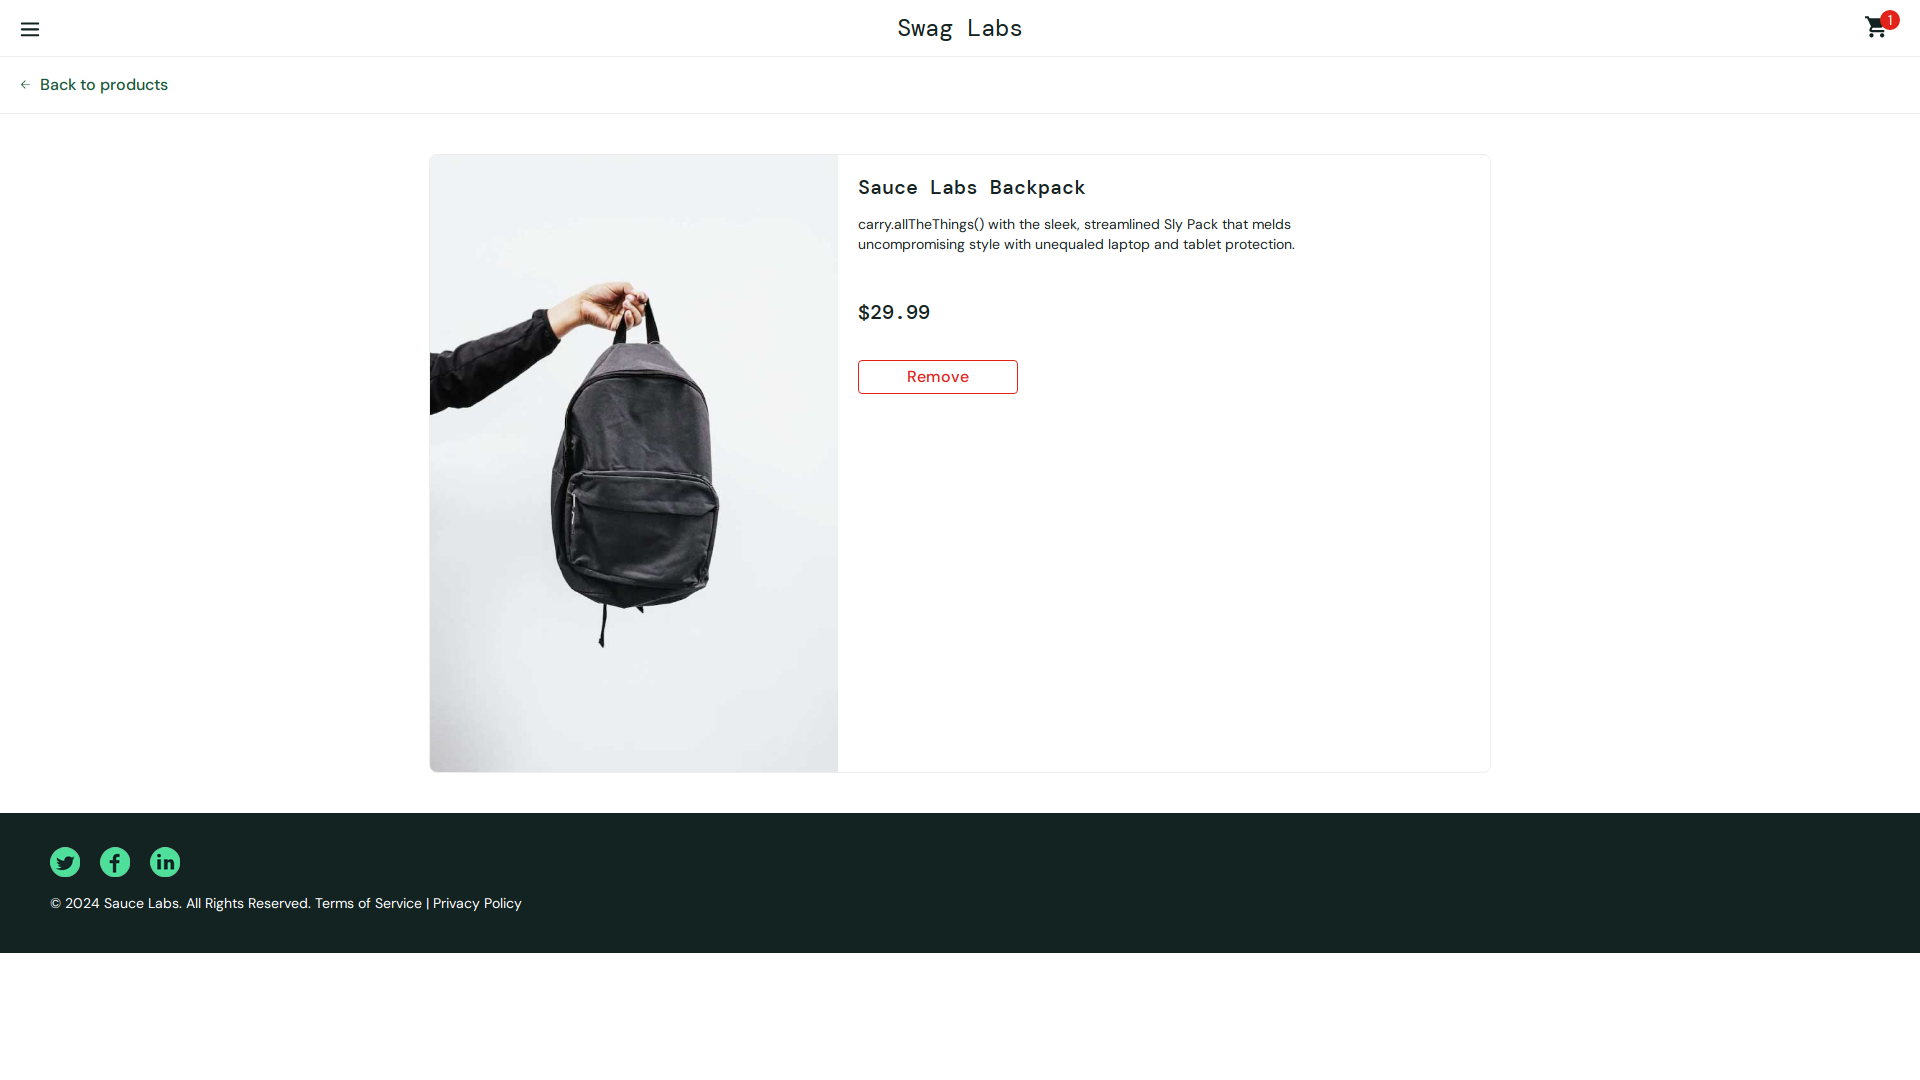 Swag Labs
1
Back to products
Sauce Labs Backpack
carry.allTheThings() with the sleek, streamlined Sly Pack that melds
uncompromising style with unequaled laptop and tablet protection.
$29.99
Remove
© 2024 Sauce Labs. All Rights Reserved. Terms of Service | Privacy Policy